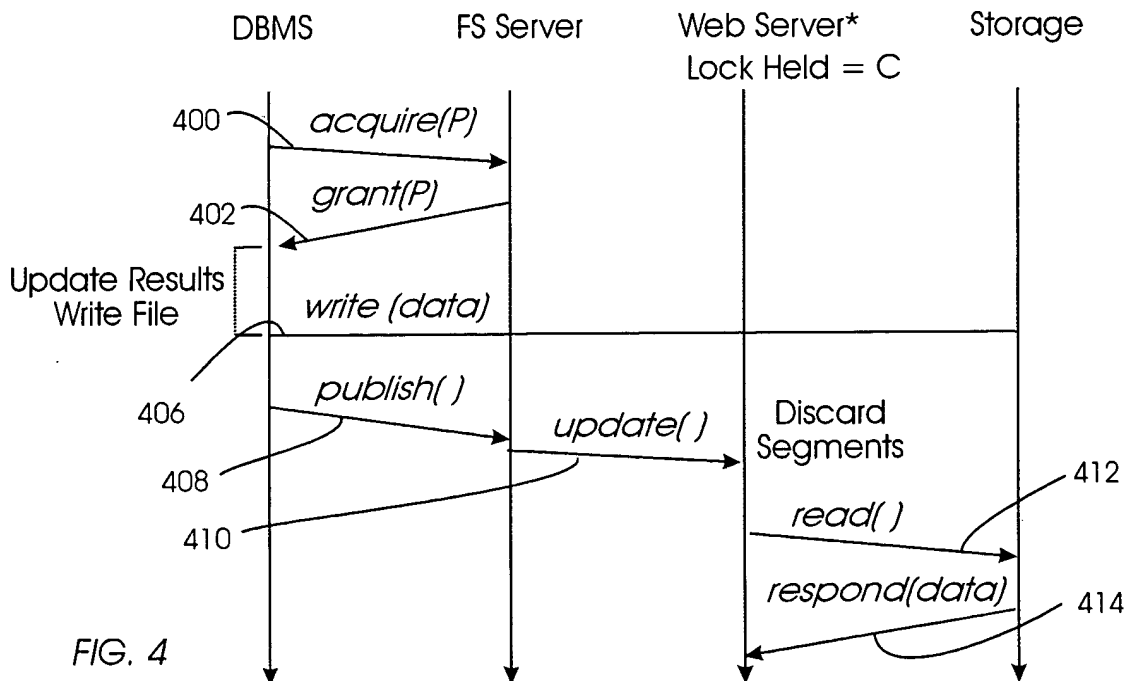 DBMS FS Server Web Server* Storage
Lock Held = C
400 acquire(P)
grant(P)
402
Update Results
Write File
write (data)
406
publish( )
408
update( )
410
Discard
Segments
412
read( )
respond(data)
414
FIG. 4